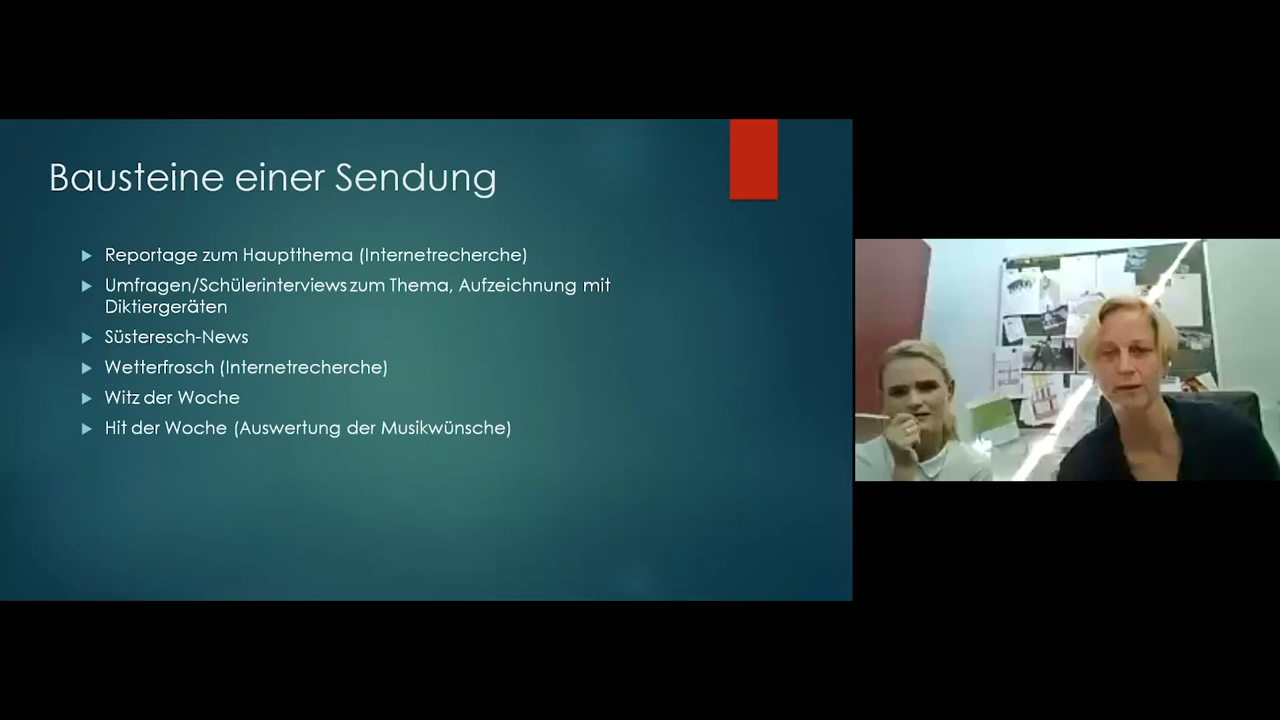 Bausteine einer Sendung
Reportage zum Hauptthema (Internetrecherche)
Umfragen/Schülerinterviews zum Thema, Aufzeichnung mit
Diktiergeräten
Süsteresch-News
Wetterfrosch (Internetrecherche)
Witz der Woche
Hit der Woche (Auswertung der Musikwünsche)